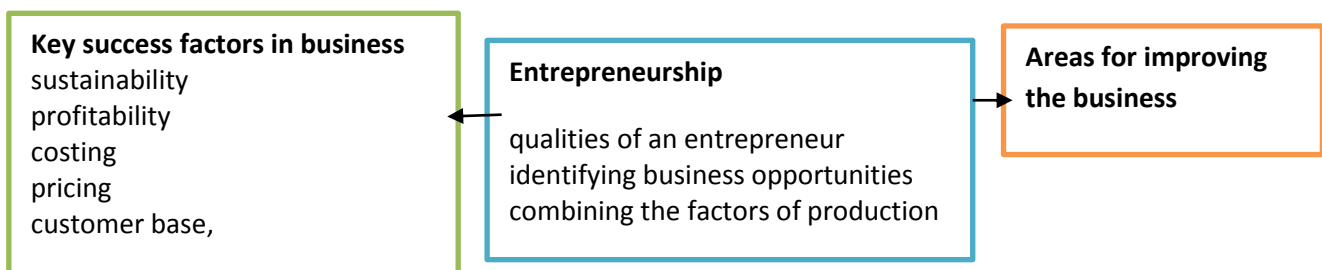 Key success factors in business
sustainability
profitability
costing
pricing
customer base,
Entrepreneurship
qualities of an entrepreneur
identifying business opportunities
combining the factors of production
Areas for improving
the business